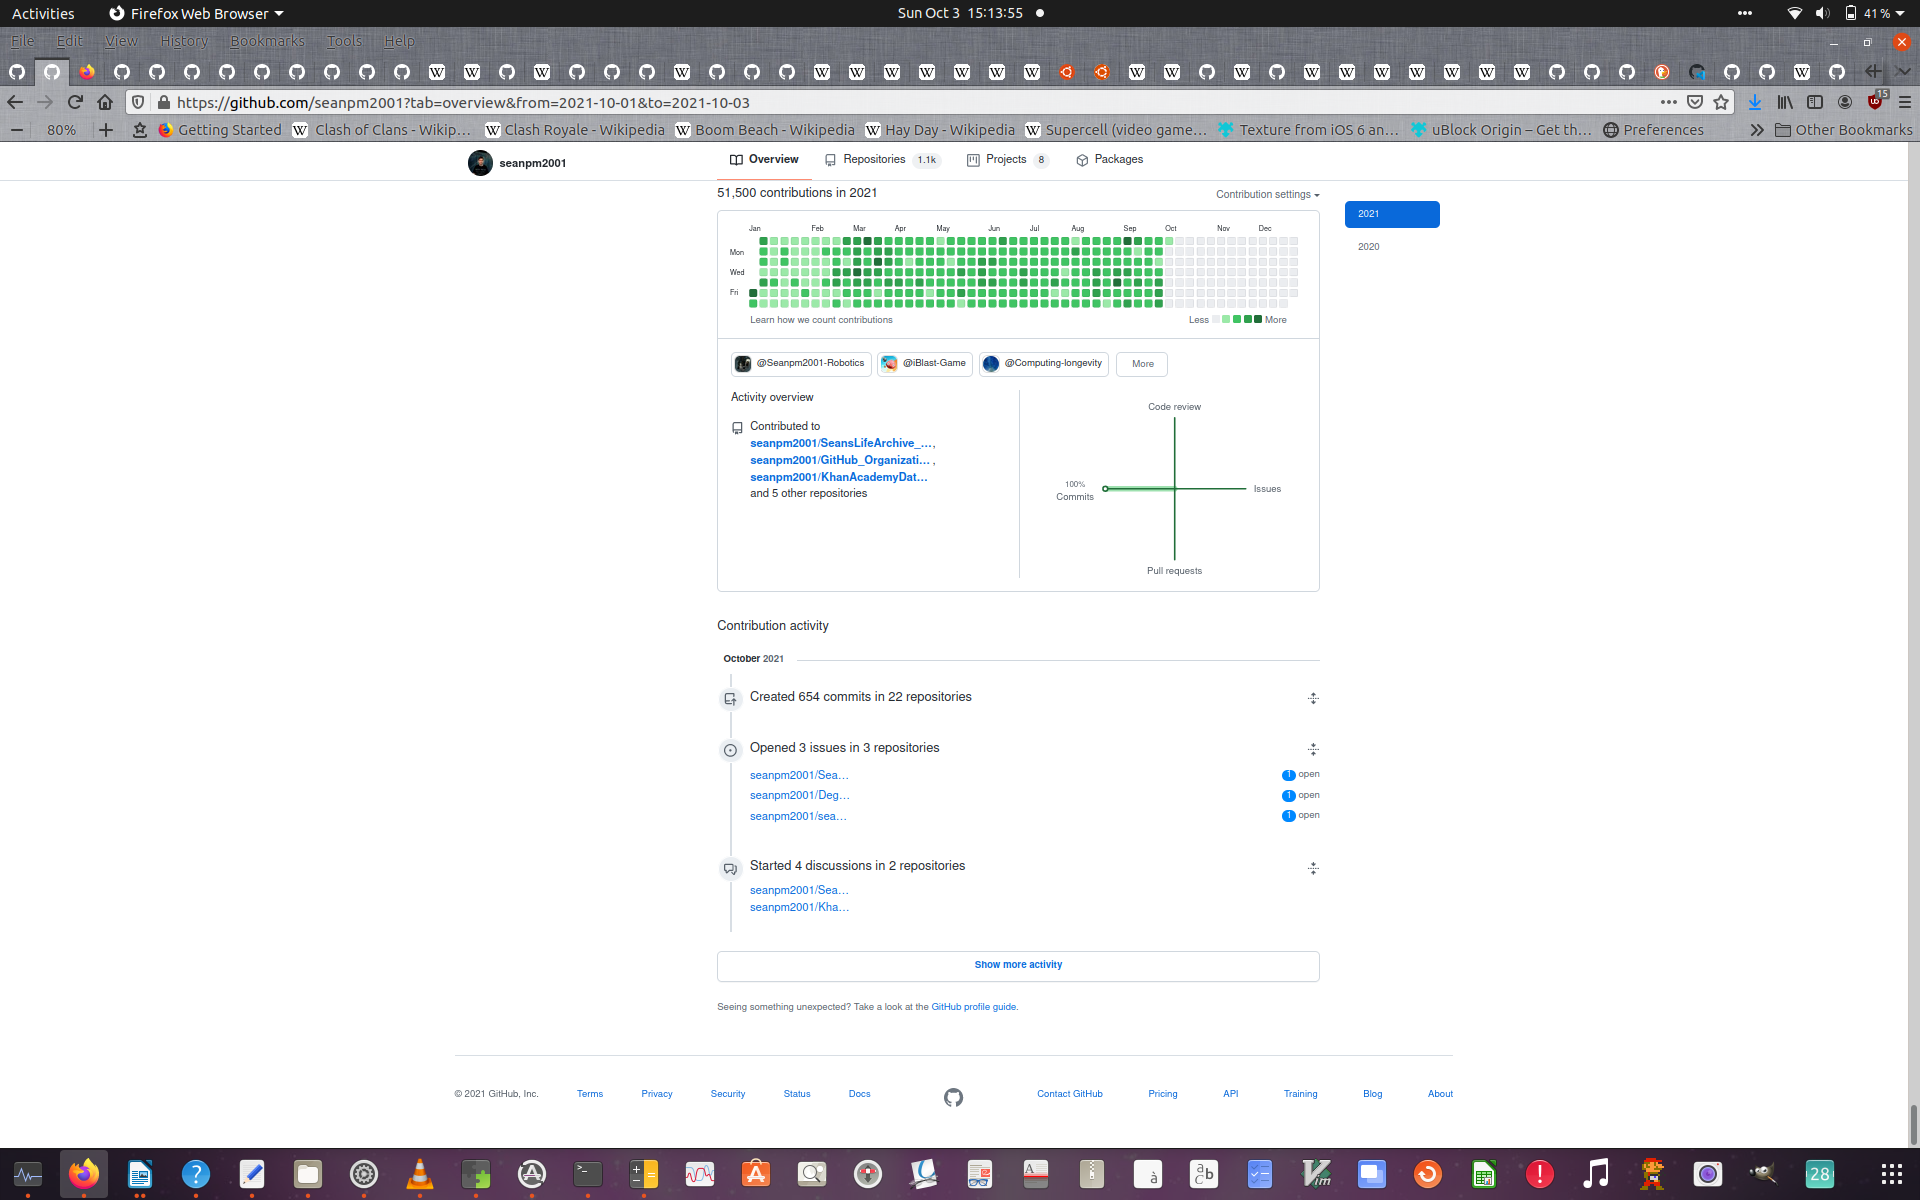 Activities
Firefox Web Browser
Sun Oct 3 15:13:55
41 %
File Edit View History Bookmarks Tools Help
https://github.com/seanpm2001?tab=overview&from=2021-10-01&to=2021-10-03
15
80%
Getting Started
Clash of Clans - Wikip…
Clash Royale - Wikipedia
Boom Beach - Wikipedia
Hay Day - Wikipedia
Supercell (video game…
Texture from iOS 6 an…
uBlock Origin – Get th…
Preferences
Other Bookmarks
seanpm2001
Overview
Repositories 1.1k
Projects 8
Packages
51,500 contributions in 2021
Contribution settings
2021
2020
Jan Feb Mar Apr May Jun Jul Aug Sep Oct Nov Dec
Mon
Wed
Fri
Learn how we count contributions
Less More
@Seanpm2001-Robotics
@iBlast-Game
@Computing-longevity
More
Activity overview
Contributed to
seanpm2001/SeansLifeArchive_…,
seanpm2001/GitHub_Organizati… ,
seanpm2001/KhanAcademyDat…
and 5 other repositories
Code review
100%
Commits
Issues
Pull requests
Contribution activity
October 2021
Created 654 commits in 22 repositories
Opened 3 issues in 3 repositories
seanpm2001/Sea…
1 open
seanpm2001/Deg…
1 open
seanpm2001/sea…
1 open
Started 4 discussions in 2 repositories
seanpm2001/Sea…
seanpm2001/Kha…
Show more activity
Seeing something unexpected? Take a look at the GitHub profile guide.
© 2021 GitHub, Inc.
Terms
Privacy
Security
Status
Docs
Contact GitHub
Pricing
API
Training
Blog
About
28